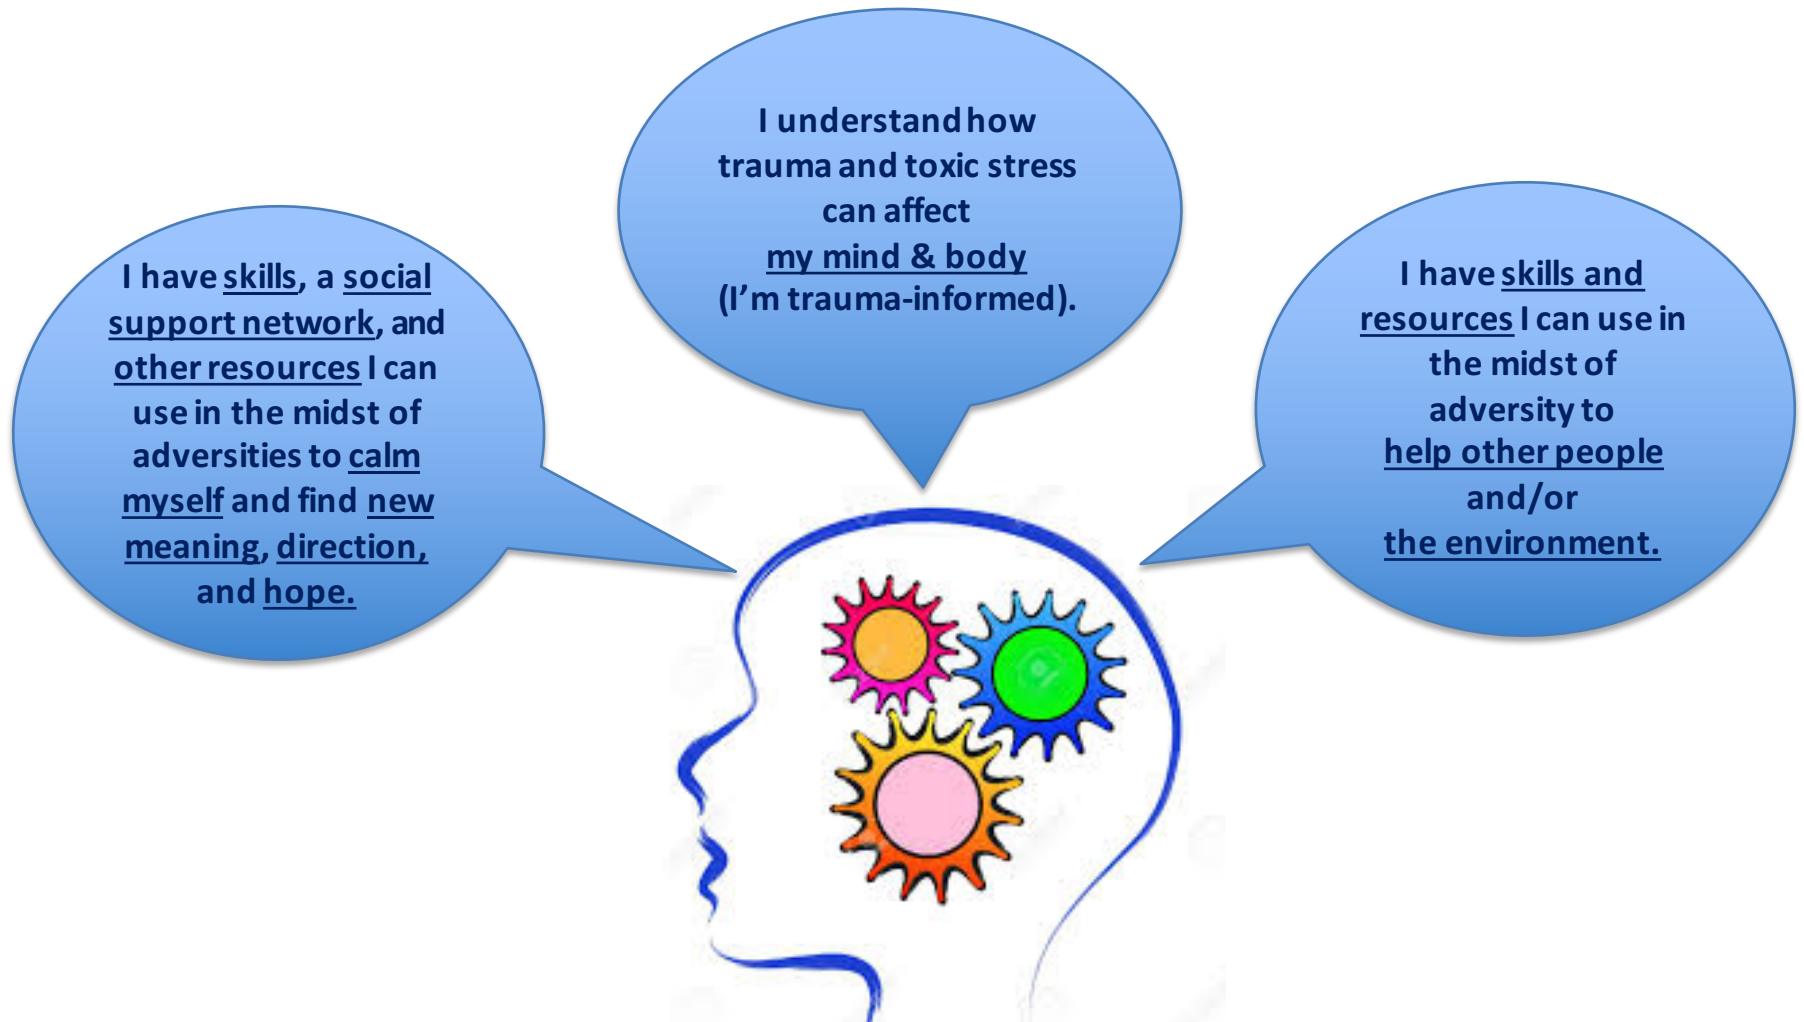 I have skills, a social
support network, and
other resources I can
use in the midst of
adversities to calm
myself and find new
meaning, direction,
and hope.
I understand how
trauma and toxic stress
can affect
my mind & body
(I’m trauma-informed).
I have skills and
resources I can use in
the midst of
adversity to
help other people
and/or
the environment.